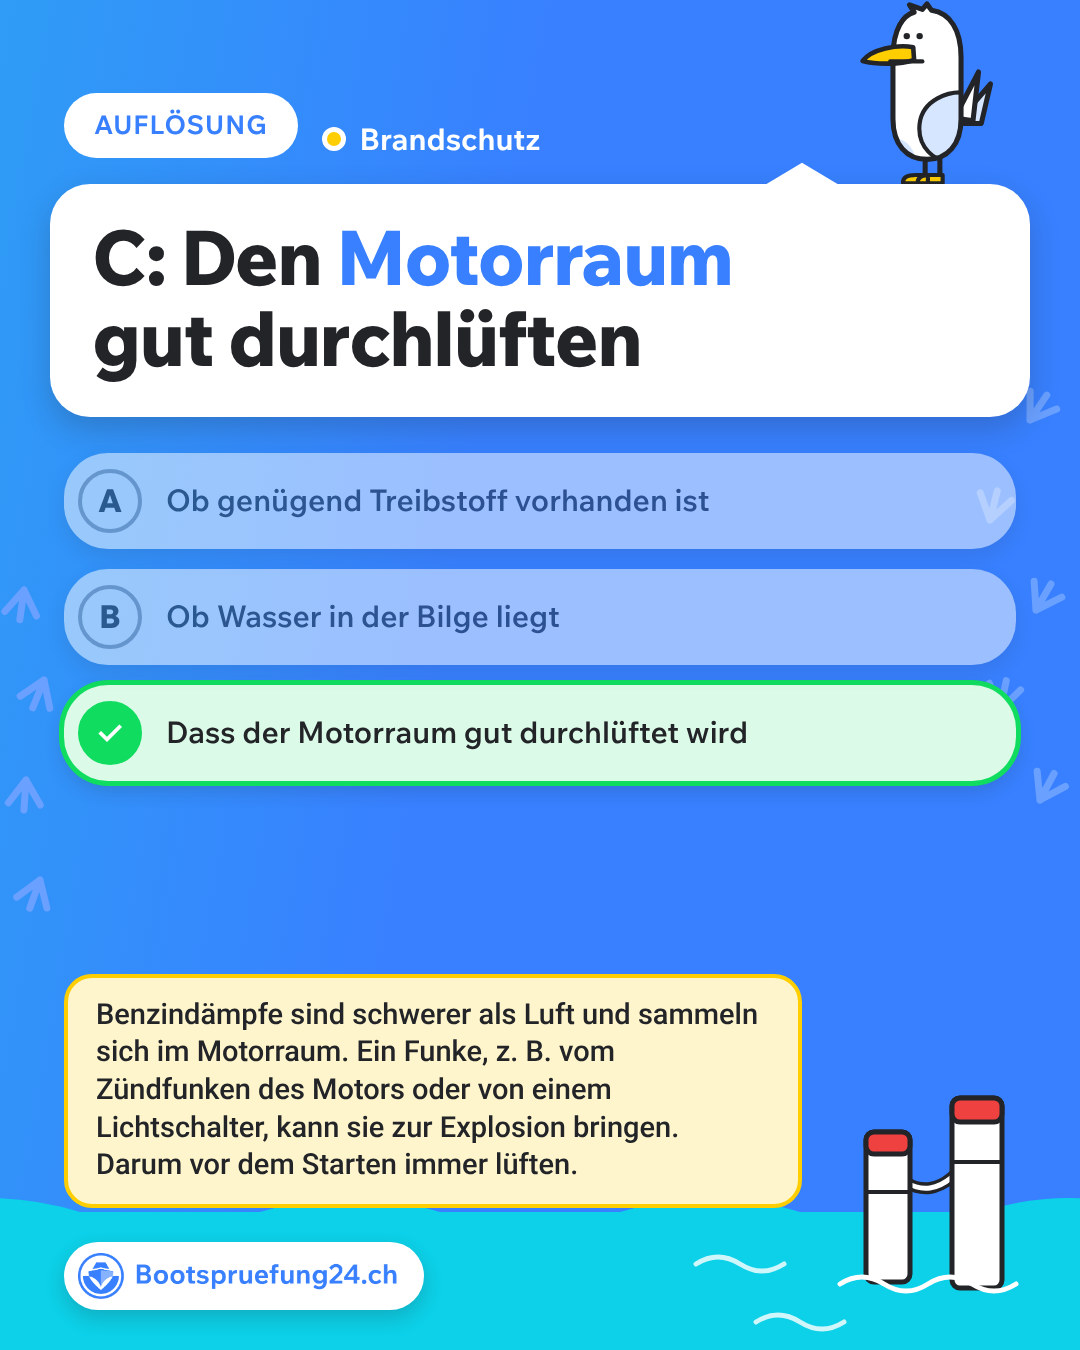 AUFLÖSUNG
Brandschutz
C: Den Motorraum
gut durchlüften
A Ob genügend Treibstoff vorhanden ist
B Ob Wasser in der Bilge liegt
Dass der Motorraum gut durchlüftet wird
Benzindämpfe sind schwerer als Luft und sammeln
sich im Motorraum. Ein Funke, z. B. vom
Zündfunken des Motors oder von einem
Lichtschalter, kann sie zur Explosion bringen.
Darum vor dem Starten immer lüften.
Bootspruefung24.ch